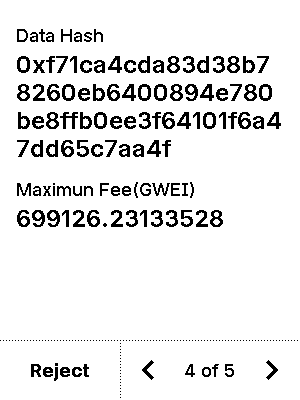 Data Hash
0xf71ca4cda83d38b7
8260eb6400894e780
be8ffb0ee3f64101f6a4
7dd65c7aa4f
Maximun Fee(GWEI)
699126.23133528
Reject
4 of 5